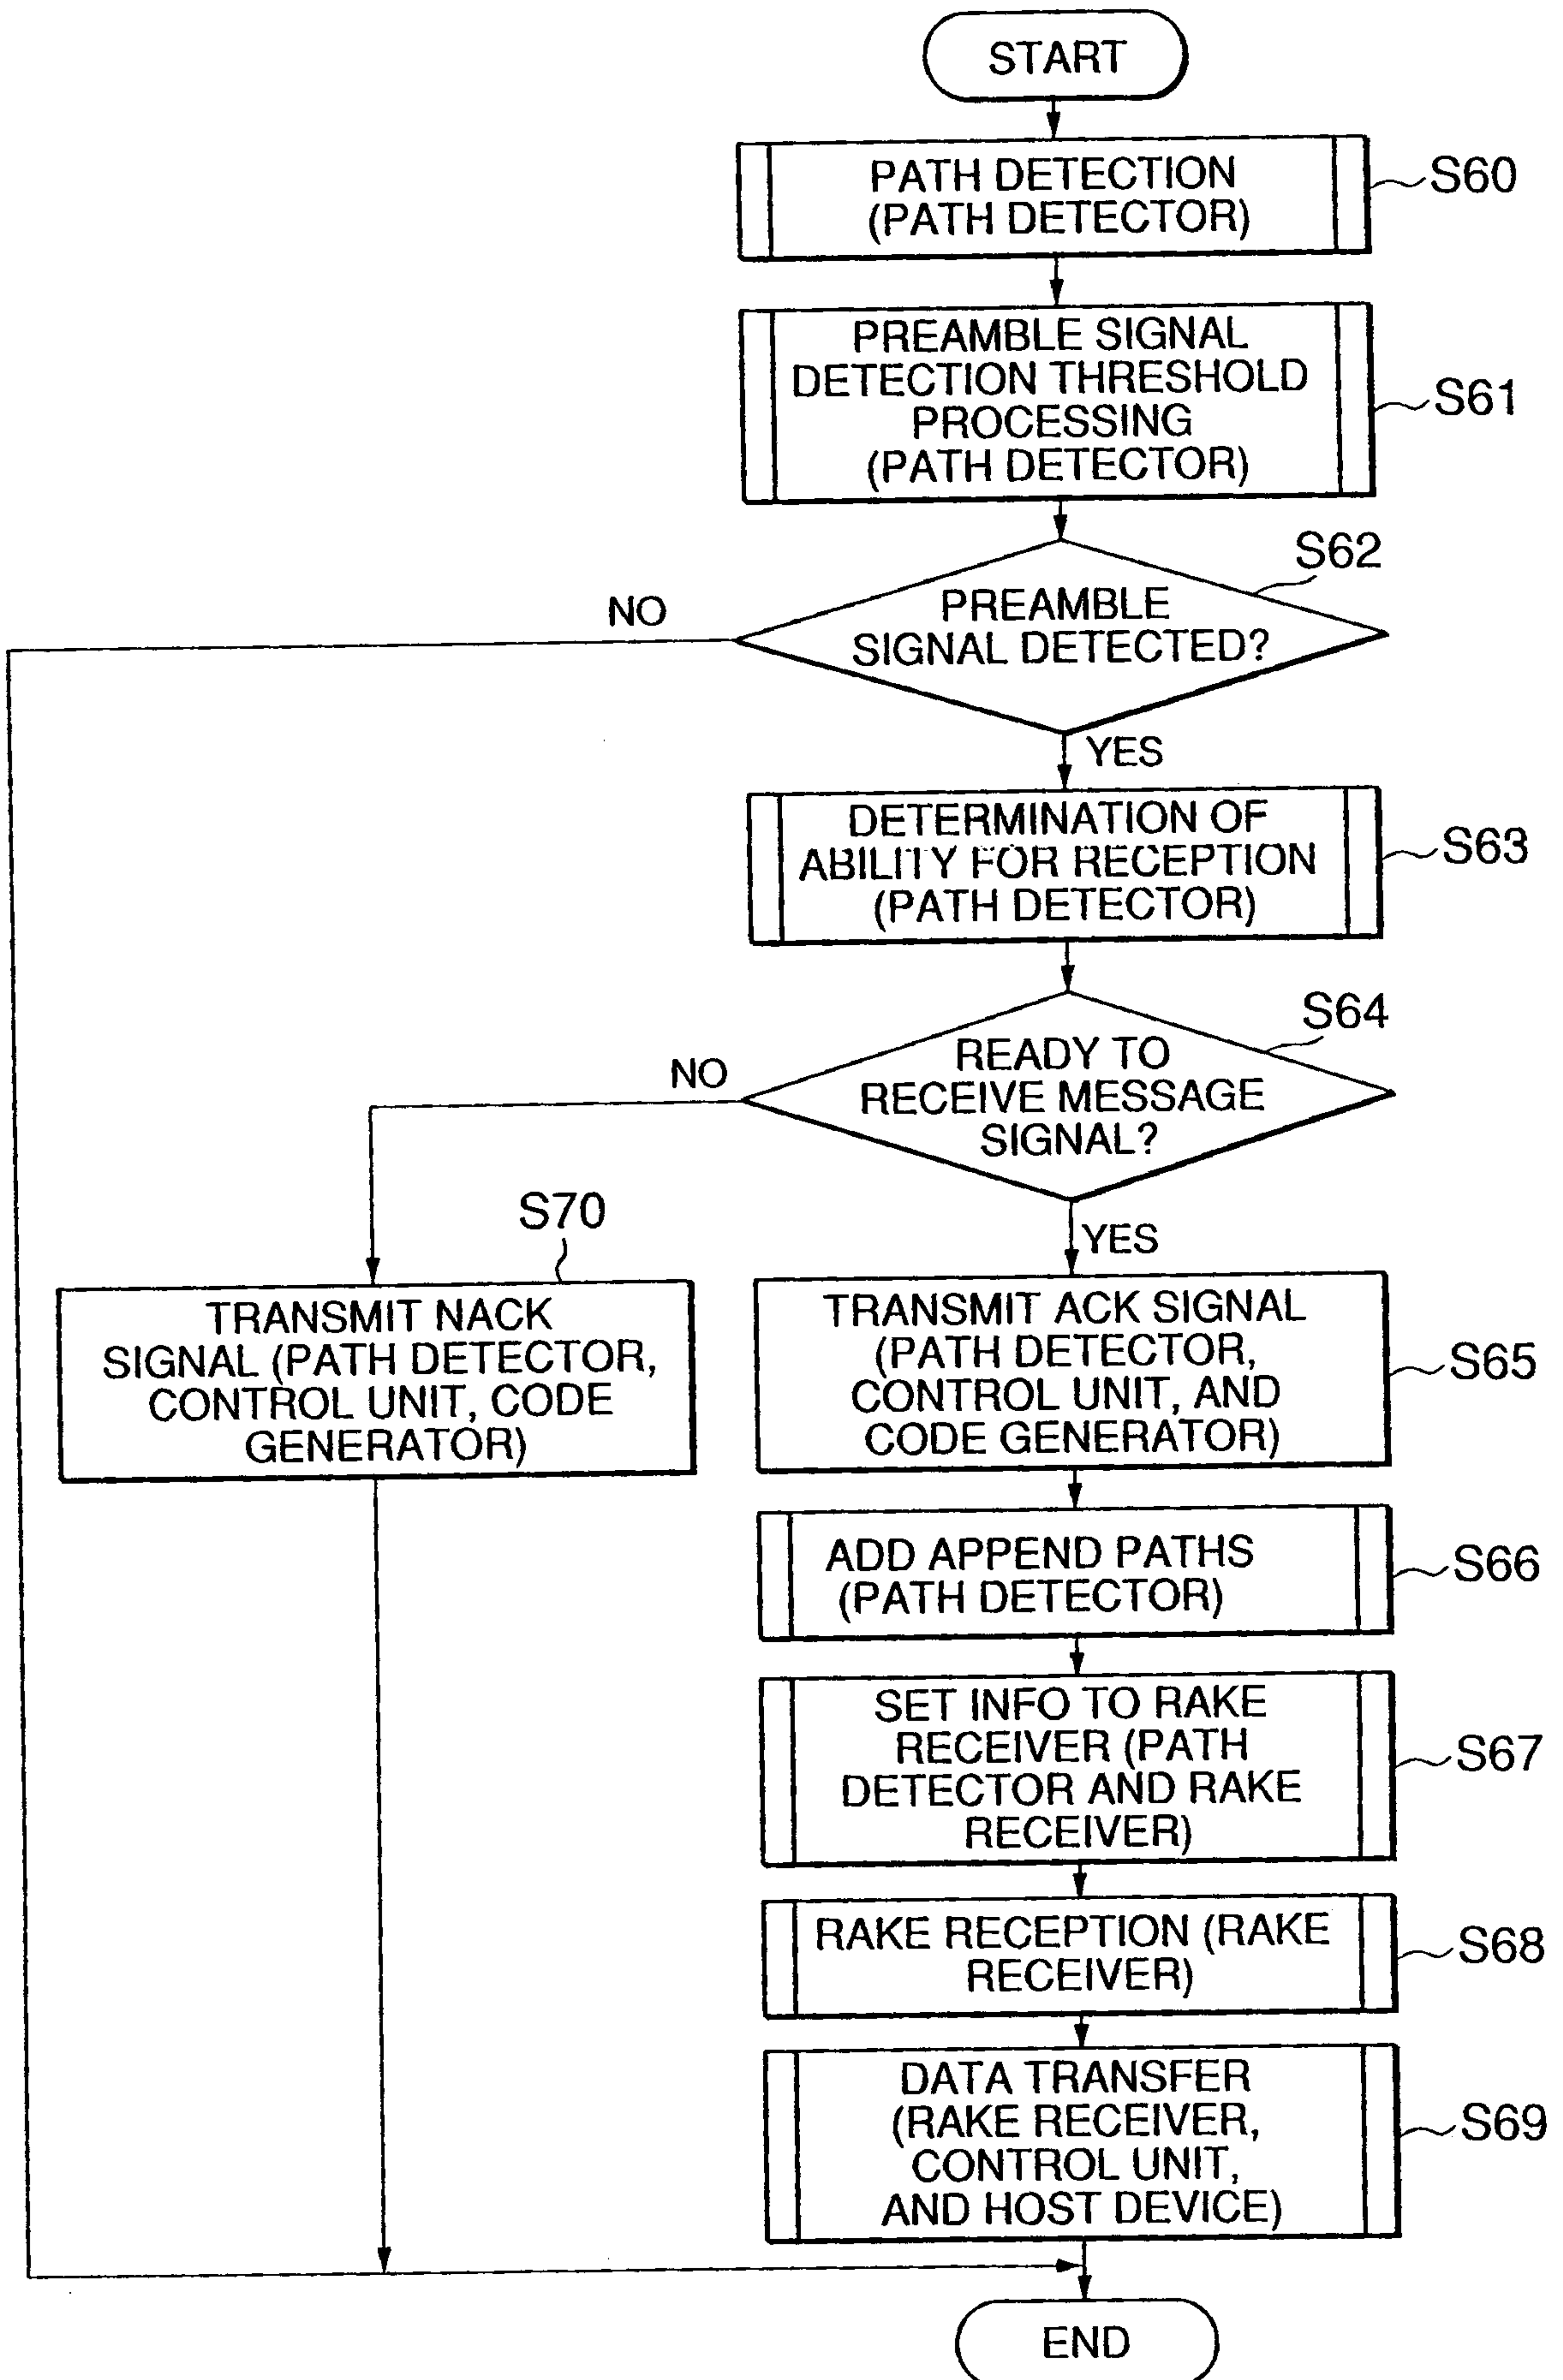 START
PATH DETECTION
(PATH DETECTOR)
S60
PREAMBLE SIGNAL
DETECTION THRESHOLD
PROCESSING
(PATH DETECTOR)
S61
S62
NO
PREAMBLE
SIGNAL DETECTED?
YES
DETERMINATION OF
ABILITY FOR RECEPTION
(PATH DETECTOR)
S63
S64
NO
READY TO
RECEIVE MESSAGE
SIGNAL?
YES
S70
TRANSMIT NACK
SIGNAL (PATH DETECTOR,
CONTROL UNIT, CODE
GENERATOR)
TRANSMIT ACK SIGNAL
(PATH DETECTOR,
CONTROL UNIT, AND
CODE GENERATOR)
S65
ADD APPEND PATHS
(PATH DETECTOR)
S66
SET INFO TO RAKE
RECEIVER (PATH
DETECTOR AND RAKE
RECEIVER)
S67
RAKE RECEPTION (RAKE
RECEIVER)
S68
DATA TRANSFER
(RAKE RECEIVER,
CONTROL UNIT,
AND HOST DEVICE)
S69
END